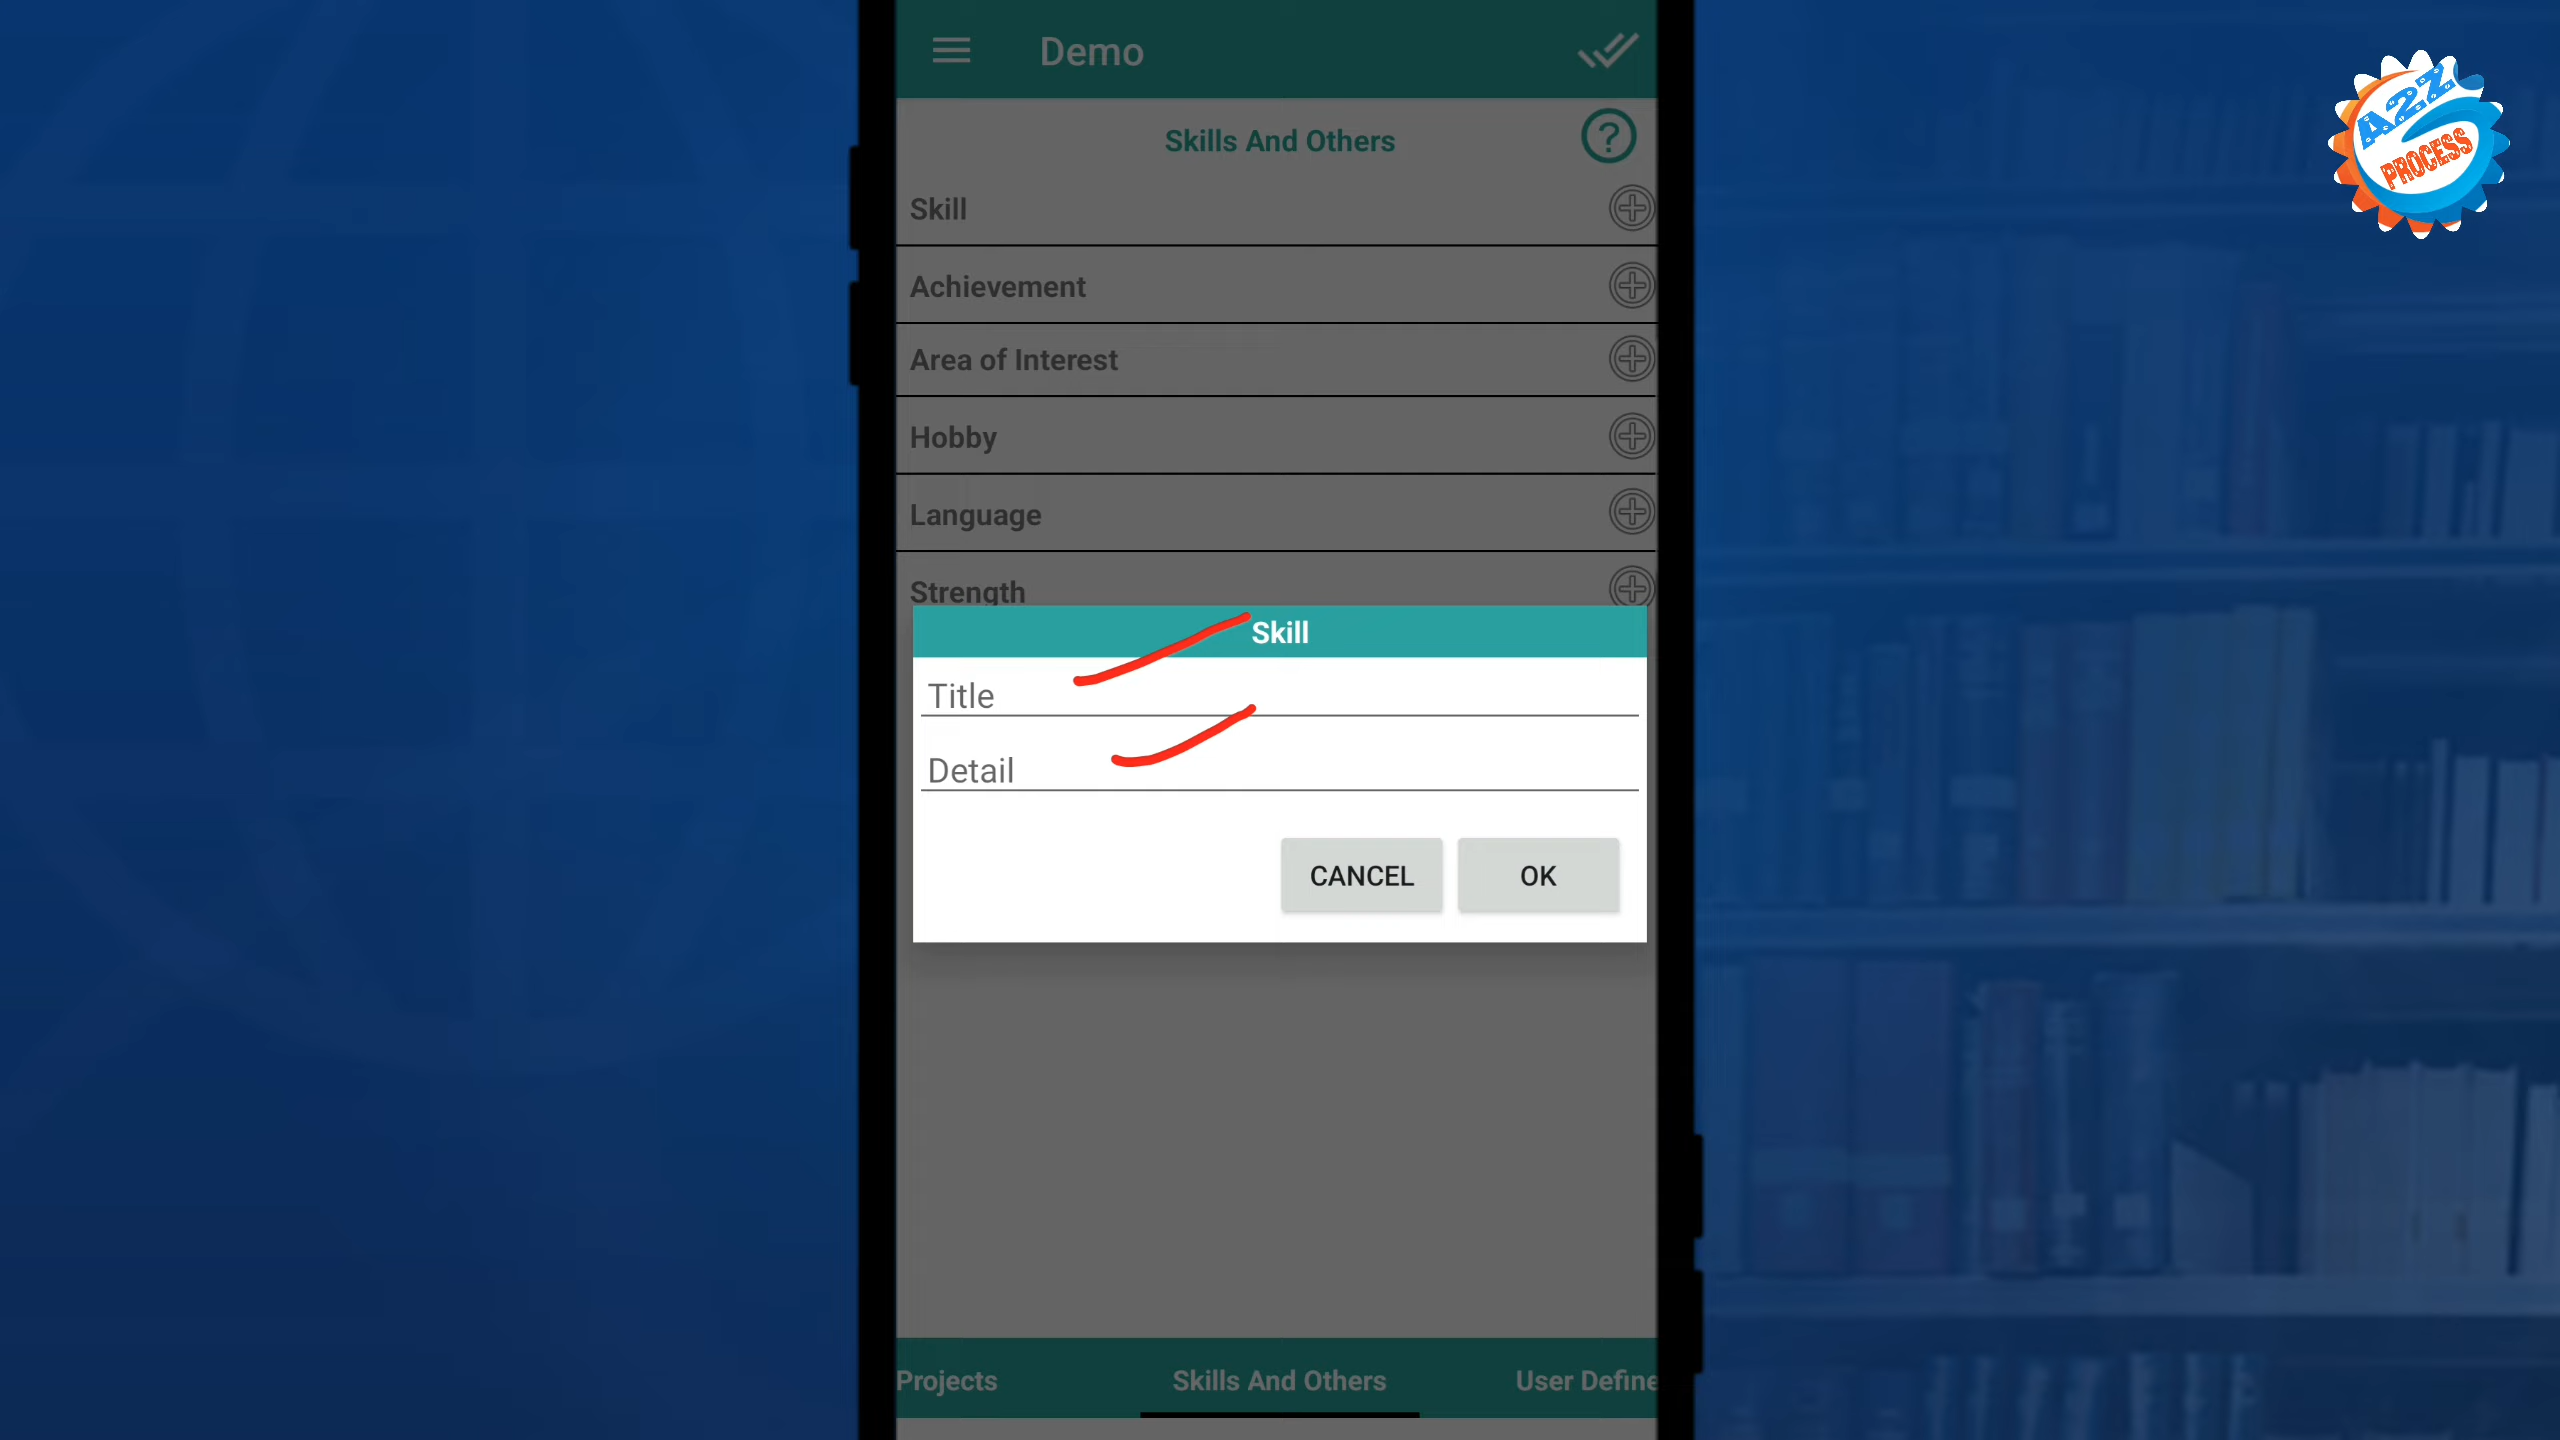 Demo
A2Z
PROCESS
Skills And Others
?
Skill
Achievement
Area of Interest
Hobby
Language
Strength
Skill
Title
Detail
CANCEL
OK
Projects
Skills And Others
User Define